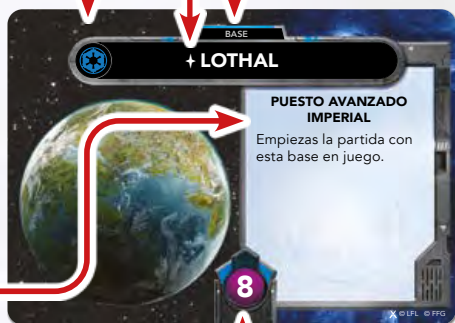 BASE
LOTHAL
PUESTO AVANZADO
IMPERIAL
Empiezas la partida con
esta base en juego.
8
© LFL © FFG